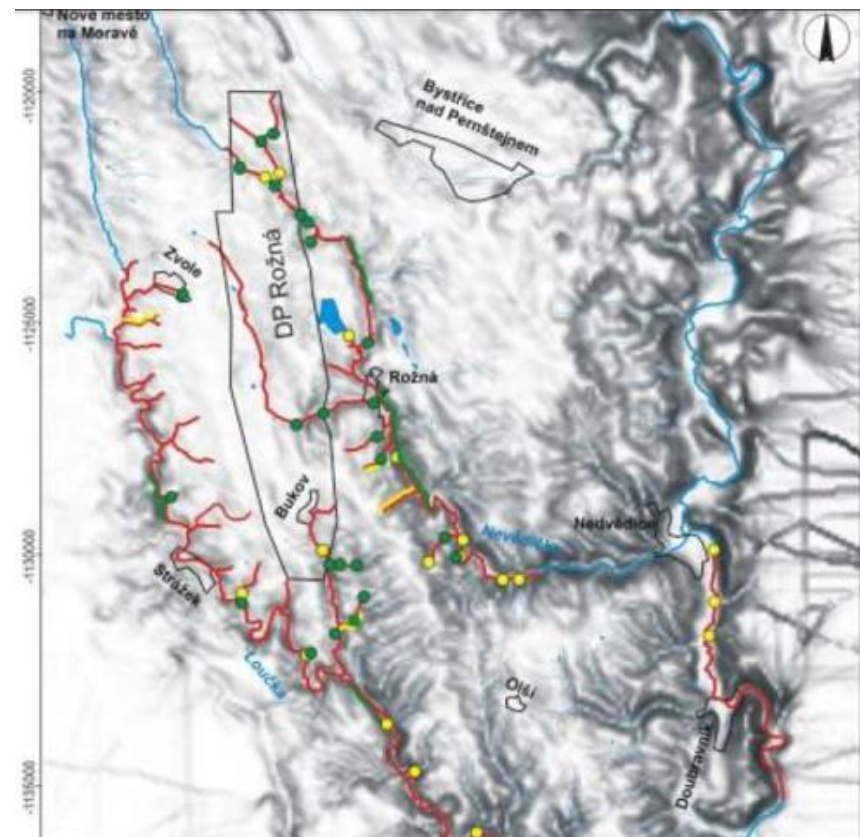 Nové město
na Moravě
-1120000
Bystřice
nad Pernštejnem
Zvole
DP Rožná
-1125000
Rožná
Bukov
Nedvědice
-1130000
Strážek
Loučka
Olší
Doubravník
-1135000